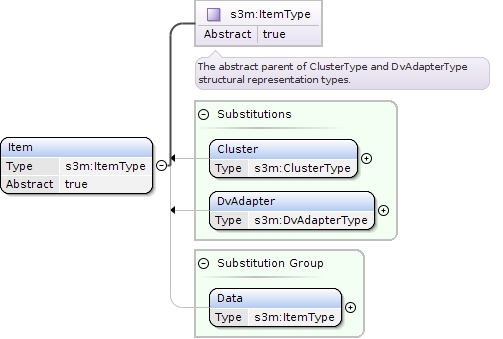 s3m:ItemType
Abstract true
The abstract parent of ClusterType and DvAdapterType
structural representation types.
Substitutions
Item
Type s3m:ItemType
Abstract true
Cluster
Type s3m:ClusterType
DvAdapter
Type s3m:DvAdapterType
Substitution Group
Data
Type s3m:ItemType